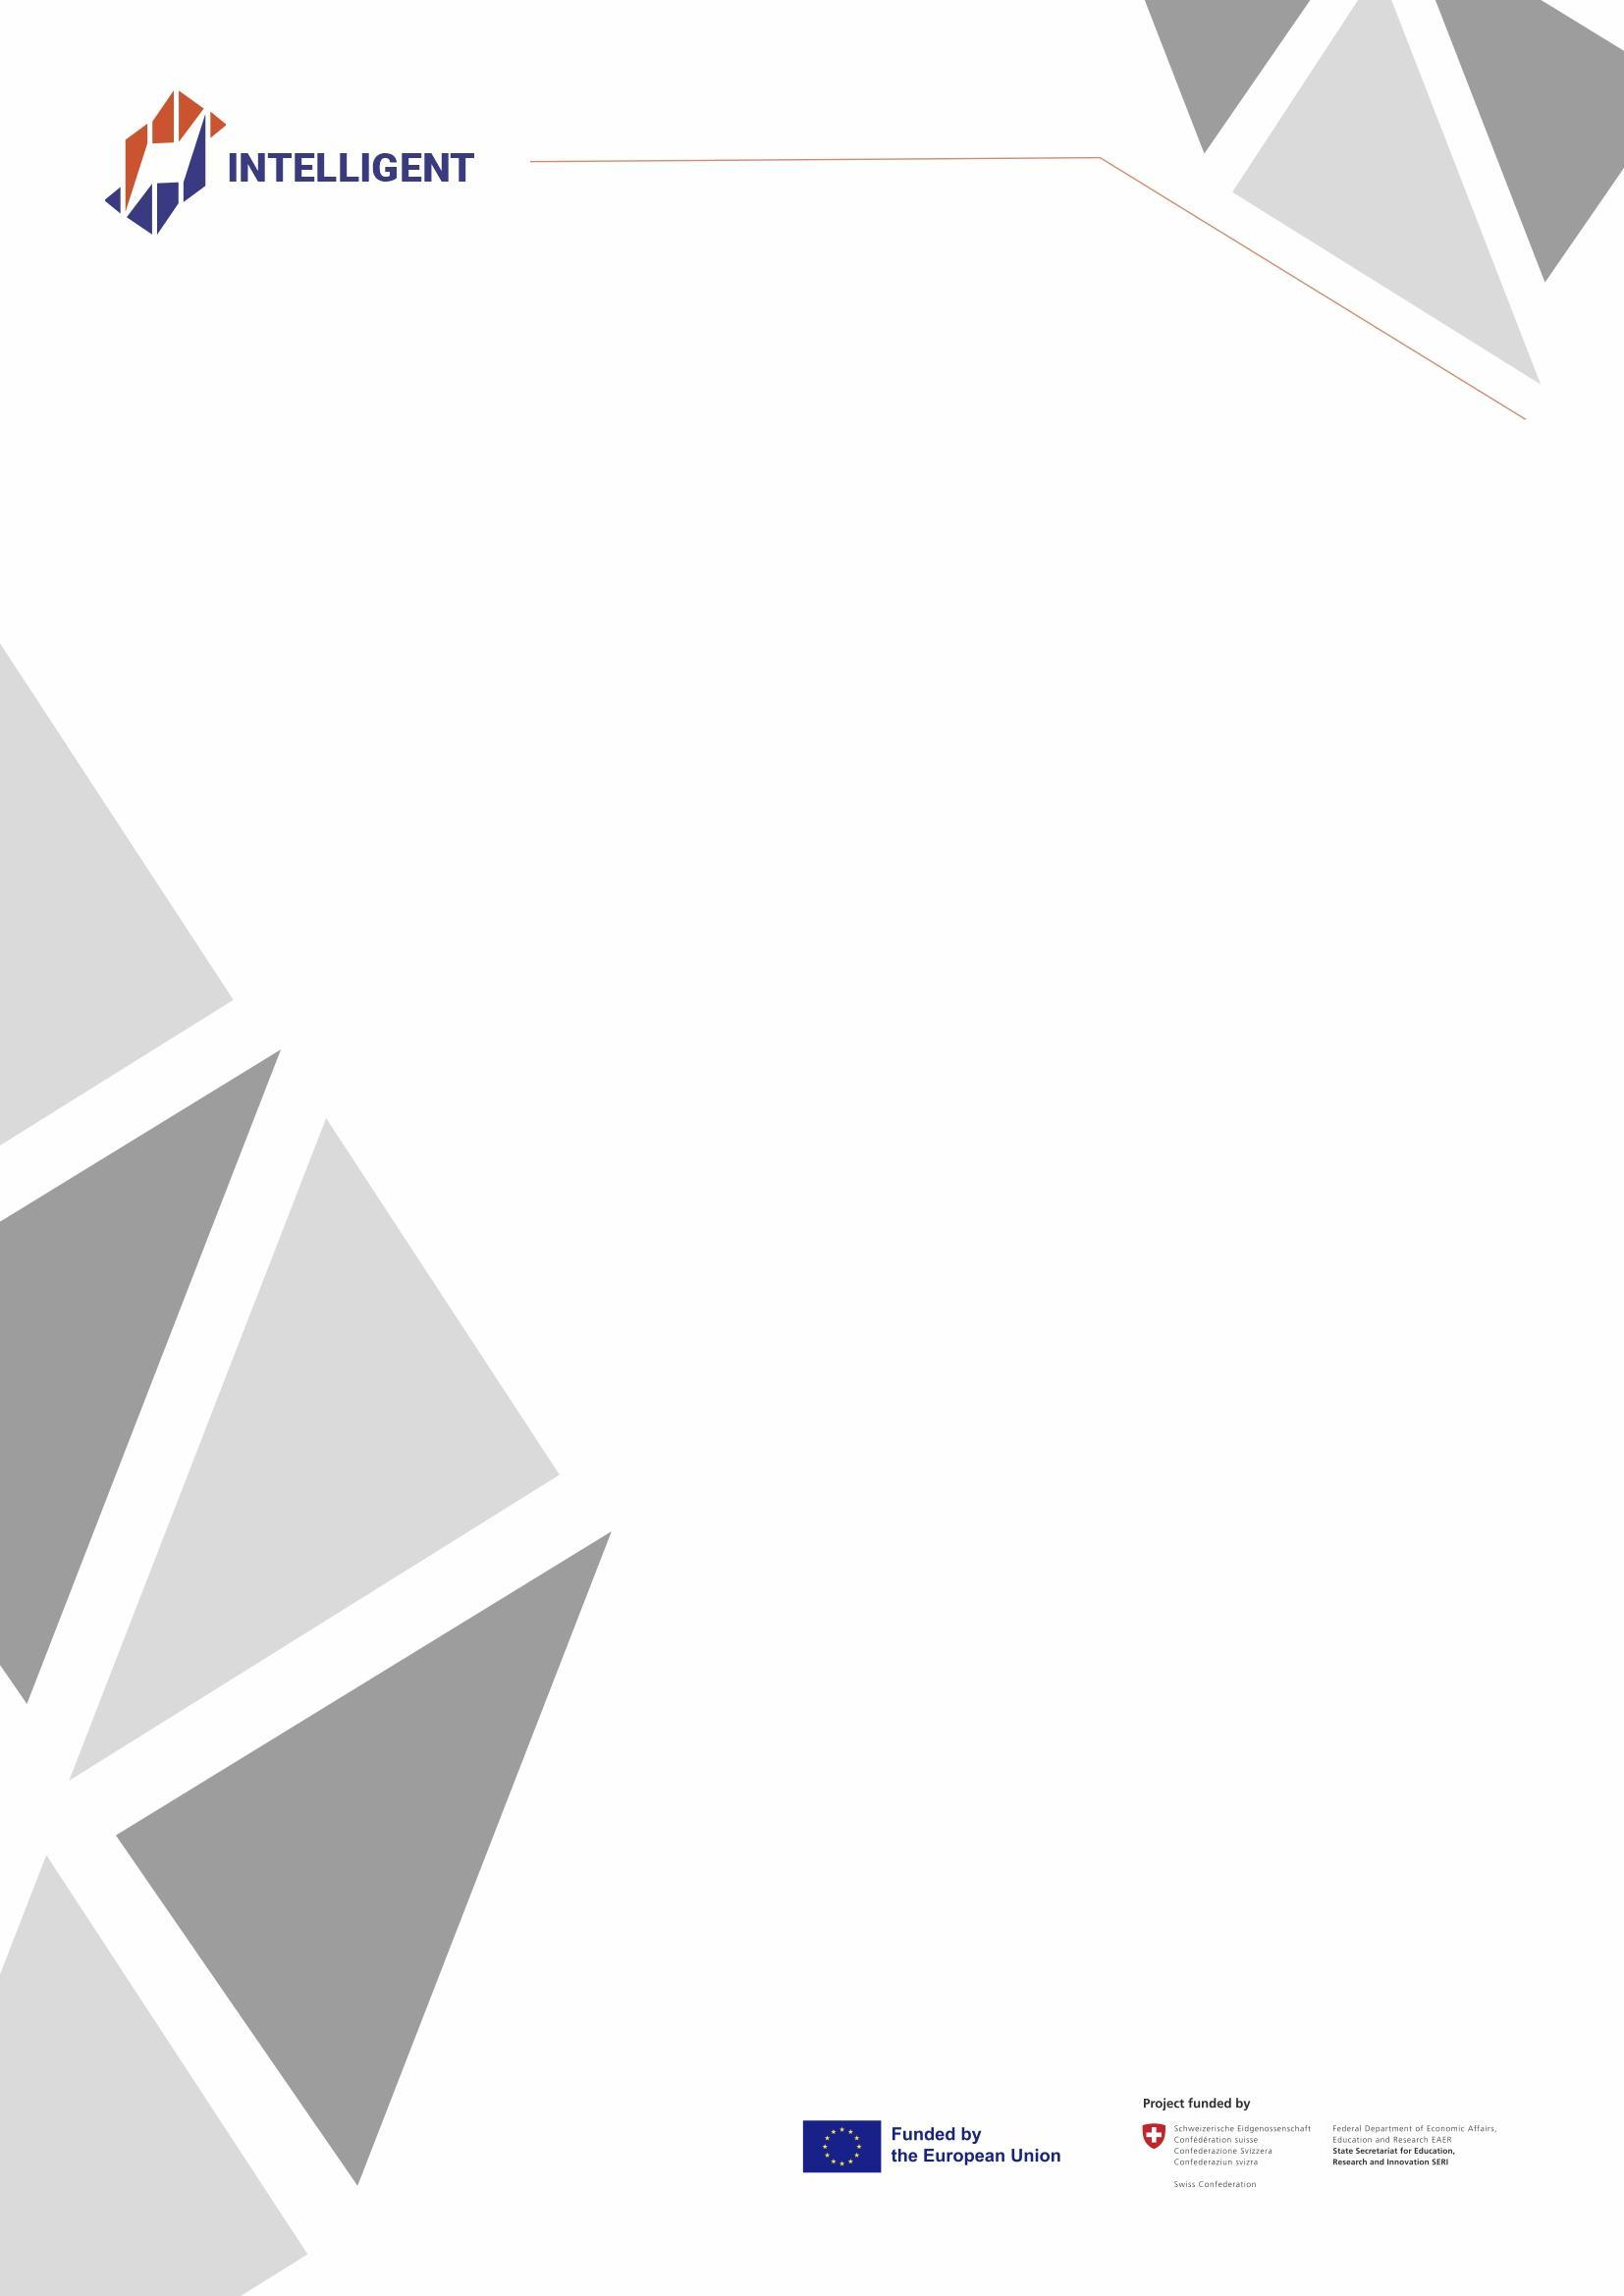 INTELLIGENT
Funded by
the European Union
Project funded by
Schweizerische Eidgenossenschaft
Confédération suisse
Confederazione Svizzera
Confederaziun svizra
Swiss Confederation
Federal Department of Economic Affairs,
Education and Research EAER
State Secretariat for Education,
Research and Innovation SERI